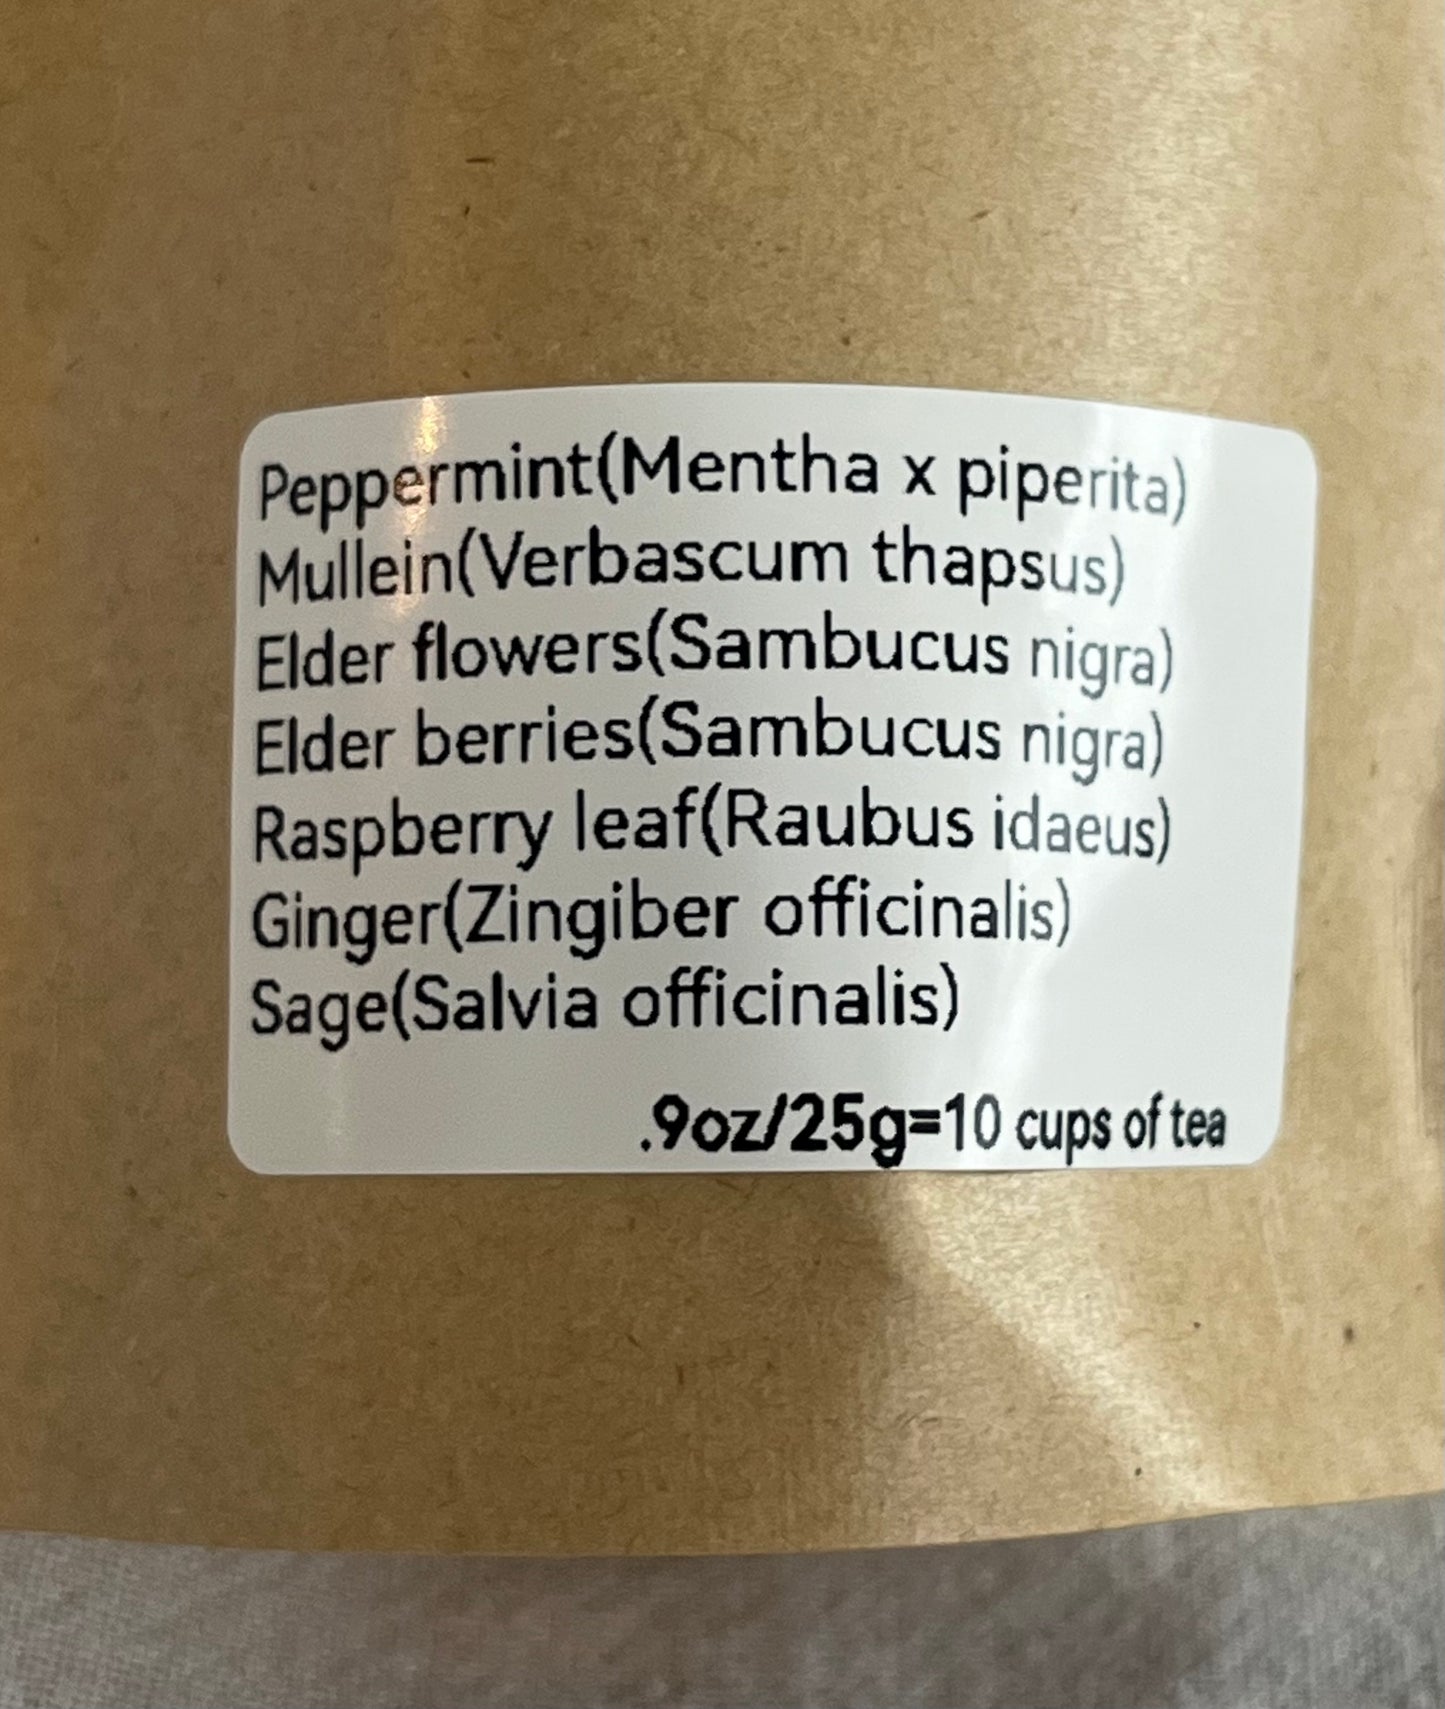 Peppermint(Mentha x piperita)
Mullein(Verbascum thapsus)
Elder flowers(Sambucus nigra)
Elder berries(Sambucus nigra)
Raspberry leaf(Raubus idaeus)
Ginger(Zingiber officinalis)
Sage(Salvia officinalis)
.9oz/25g=10 cups of tea